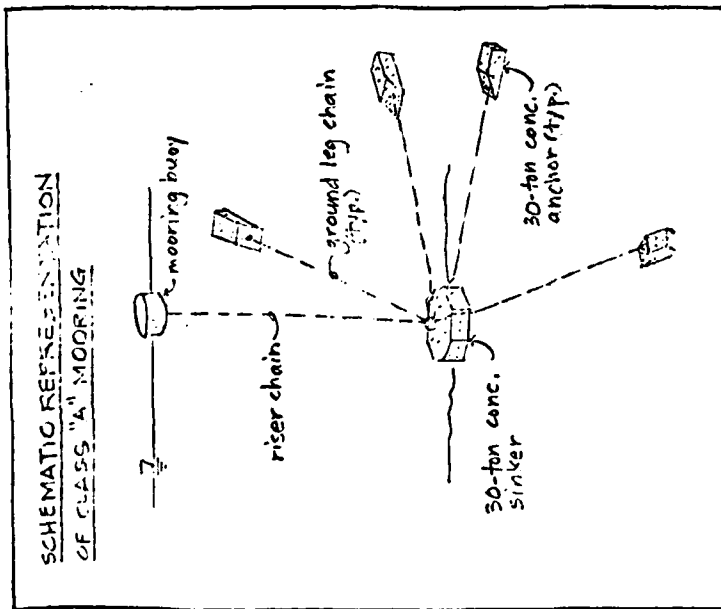 SCHEMATIC REPRESENTATION
OF CLASS "A" MOORING
mooring buoy
riser chain
ground leg chain
(typ.)
30-ton conc.
sinker
30-ton conc.
anchor (typ.)